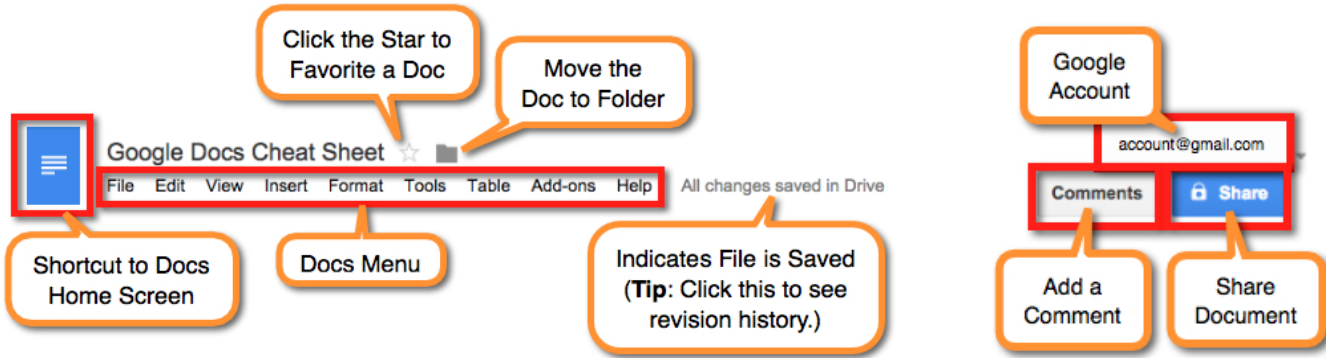 Click the Star to
Favorite a Doc
Move the
Doc to Folder
Google Docs Cheat Sheet
File Edit View Insert Format Tools Table Add-ons Help All changes saved in Drive
Shortcut to Docs
Home Screen
Docs Menu
Indicates File is Saved
(Tip: Click this to see
revision history.)
Google
Account
account@gmail.com
Comments Share
Add a
Comment
Share
Document